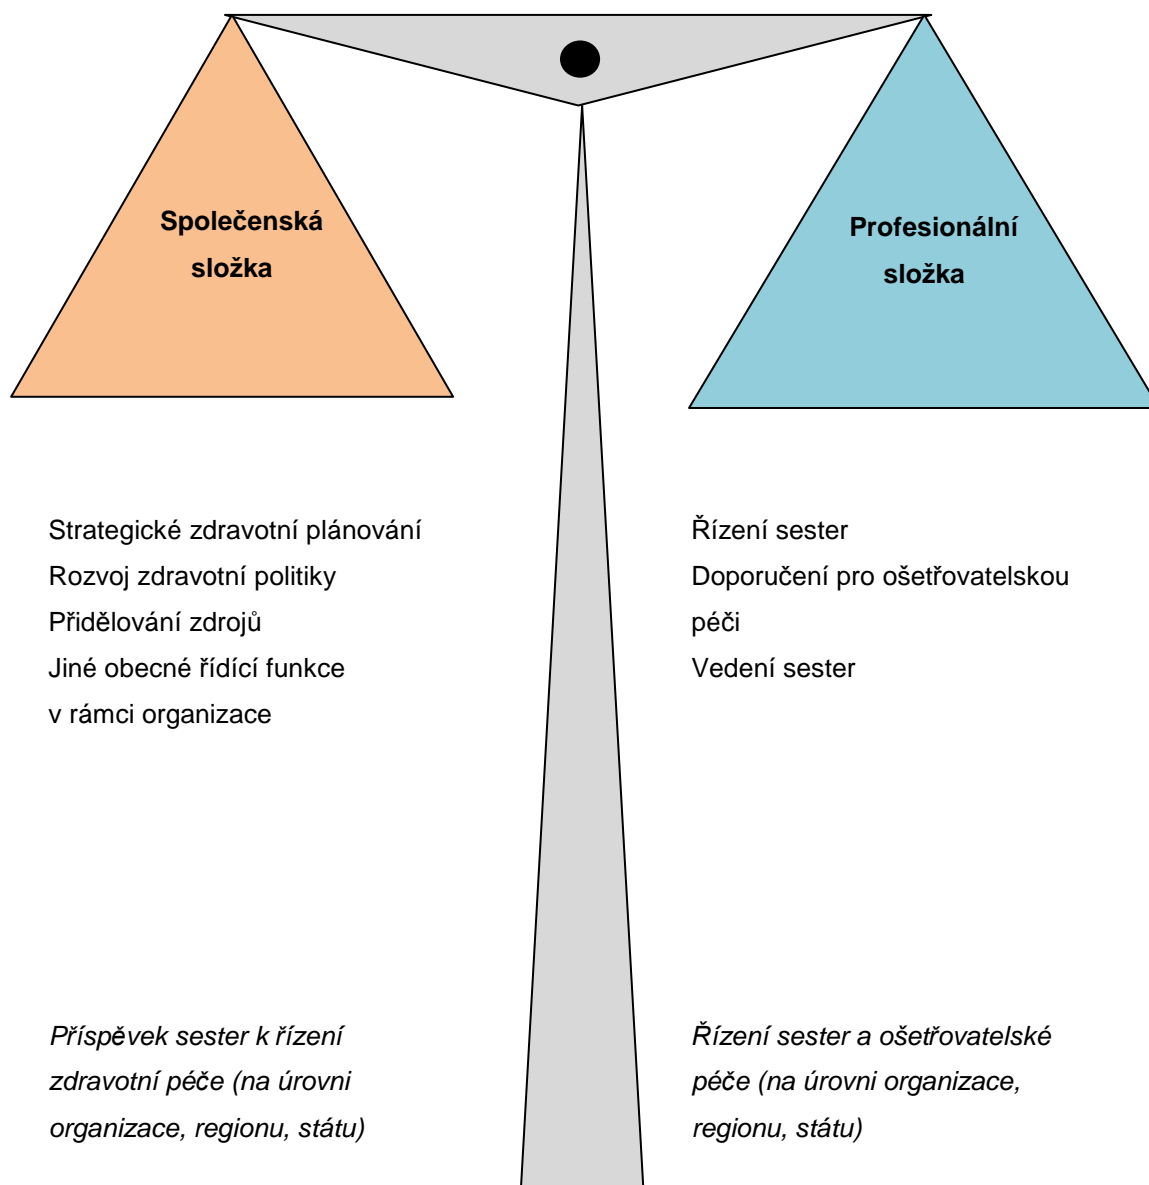 Společenská
složka
Profesionální
složka
Strategické zdravotní plánování
Rozvoj zdravotní politiky
Přidělování zdrojů
Jiné obecné řídící funkce
v rámci organizace
Řízení sester
Doporučení pro ošetřovatelskou
péči
Vedení sester
Příspěvek sester k řízení
zdravotní péče (na úrovni
organizace, regionu, státu)
Řízení sester a ošetřovatelské
péče (na úrovni organizace,
regionu, státu)